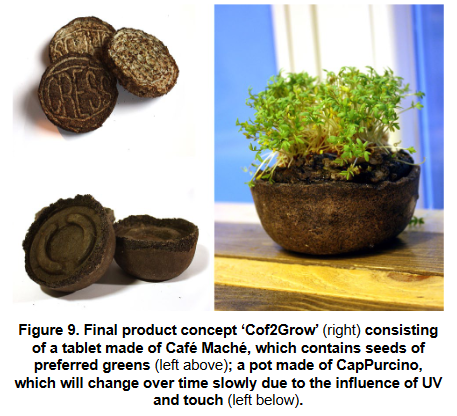 CRESS
Figure 9. Final product concept ‘Cof2Grow’ (right) consisting
of a tablet made of Café Maché, which contains seeds of
preferred greens (left above); a pot made of CapPurcino,
which will change over time slowly due to the influence of UV
and touch (left below).